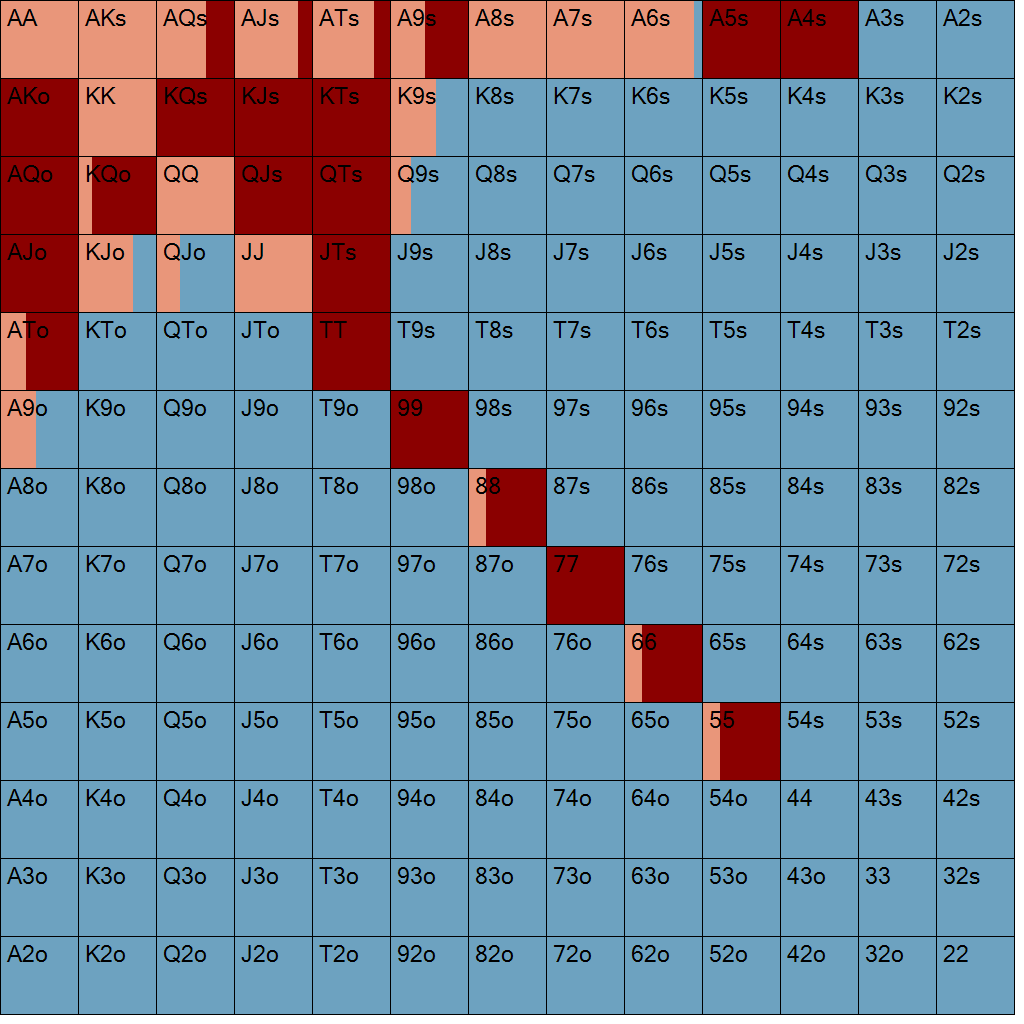 AA AKs AQs AJs ATs A9s A8s A7s A6s A5s A4s A3s A2s
AKo KK KQs KJs KTs K9s K8s K7s K6s K5s K4s K3s K2s
AQo KQo QQ QJs QTs Q9s Q8s Q7s Q6s Q5s Q4s Q3s Q2s
AJo KJo QJo JJ JTs J9s J8s J7s J6s J5s J4s J3s J2s
ATo KTo QTo JTo TT T9s T8s T7s T6s T5s T4s T3s T2s
A9o K9o Q9o J9o T9o 99 98s 97s 96s 95s 94s 93s 92s
A8o K8o Q8o J8o T8o 98o 88 87s 86s 85s 84s 83s 82s
A7o K7o Q7o J7o T7o 97o 87o 77 76s 75s 74s 73s 72s
A6o K6o Q6o J6o T6o 96o 86o 76o 66 65s 64s 63s 62s
A5o K5o Q5o J5o T5o 95o 85o 75o 65o 55 54s 53s 52s
A4o K4o Q4o J4o T4o 94o 84o 74o 64o 54o 44 43s 42s
A3o K3o Q3o J3o T3o 93o 83o 73o 63o 53o 43o 33 32s
A2o K2o Q2o J2o T2o 92o 82o 72o 62o 52o 42o 32o 22